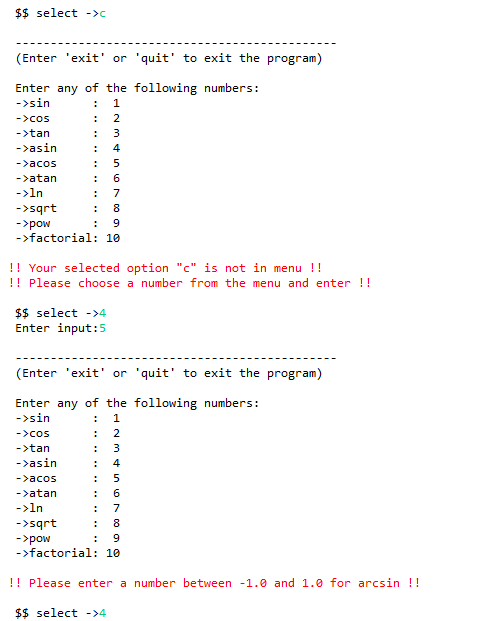 $$ select ->c
-----------------------------------------------
(Enter 'exit' or 'quit' to exit the program)
Enter any of the following numbers:
->sin      :  1
->cos      :  2
->tan      :  3
->asin     :  4
->acos     :  5
->atan     :  6
->ln       :  7
->sqrt     :  8
->pow      :  9
->factorial: 10
!! Your selected option "c" is not in menu !!
!! Please choose a number from the menu and enter !!
$$ select ->4
Enter input:5
-----------------------------------------------
(Enter 'exit' or 'quit' to exit the program)
Enter any of the following numbers:
->sin      :  1
->cos      :  2
->tan      :  3
->asin     :  4
->acos     :  5
->atan     :  6
->ln       :  7
->sqrt     :  8
->pow      :  9
->factorial: 10
!! Please enter a number between -1.0 and 1.0 for arcsin !!
$$ select ->4